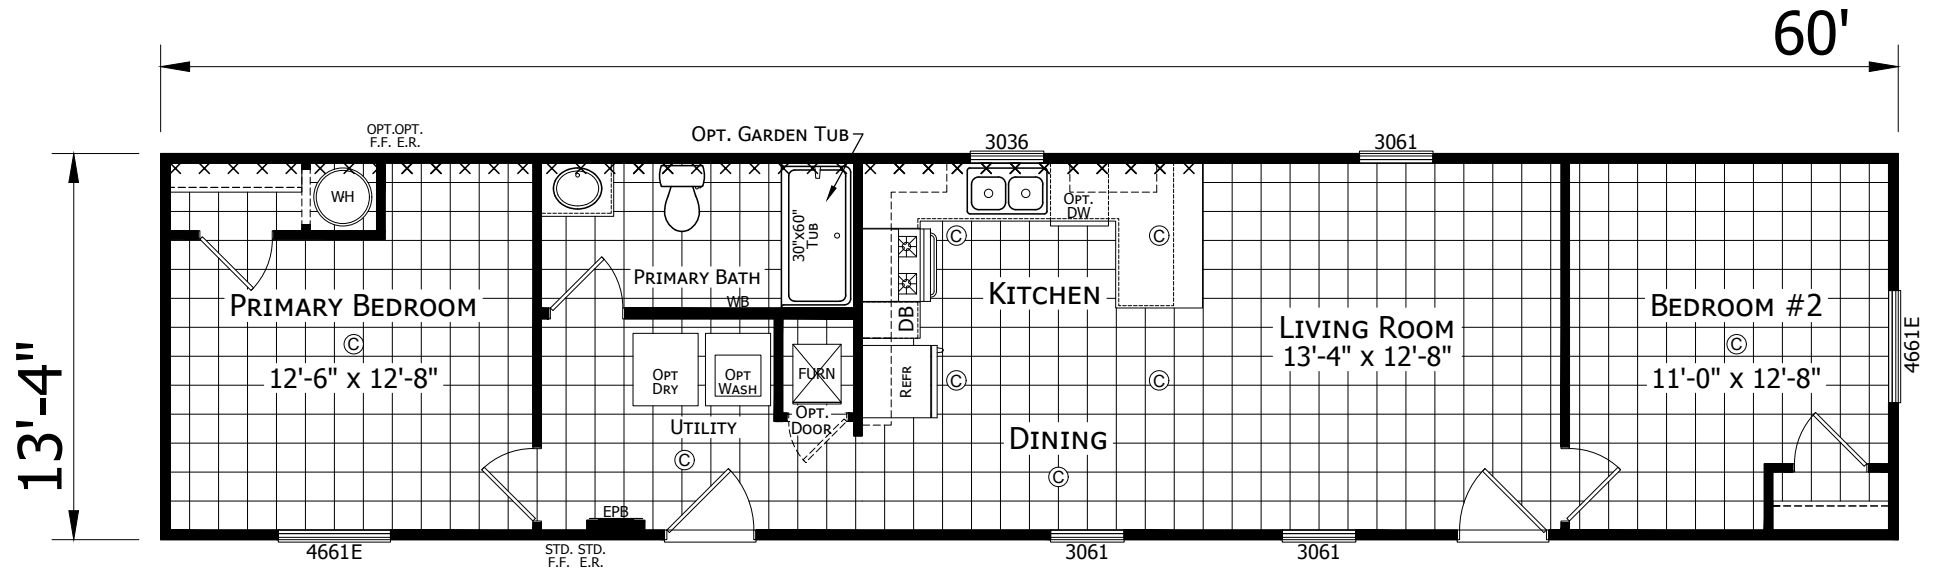 60'
13'-4"
OPT.OPT.
F.F. E.R.
OPT. GARDEN TUB
3036
3061
WH
30"X60"
TUB
OPT.
DW
C
C
PRIMARY BATH
WB
PRIMARY BEDROOM
C
12'-6" x 12'-8"
KITCHEN
DB
LIVING ROOM
13'-4" x 12'-8"
BEDROOM #2
C
11'-0" x 12'-8"
4661E
OPT
DRY
OPT
WASH
FURN
REFR
C
C
OPT.
DOOR
UTILITY
C
DINING
C
EPB
4661E
STD. STD.
F.F. E.R.
3061
3061